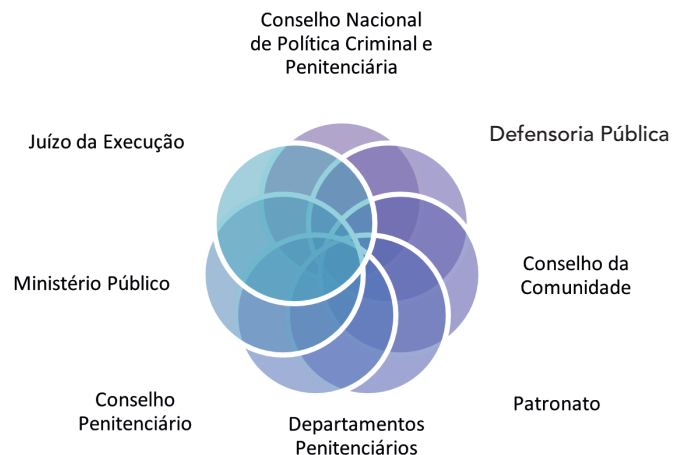 Conselho Nacional
de Política Criminal e
Penitenciária
Juízo da Execução
Defensoria Pública
Ministério Público
Conselho da
Comunidade
Conselho
Penitenciário
Departamentos
Penitenciários
Patronato